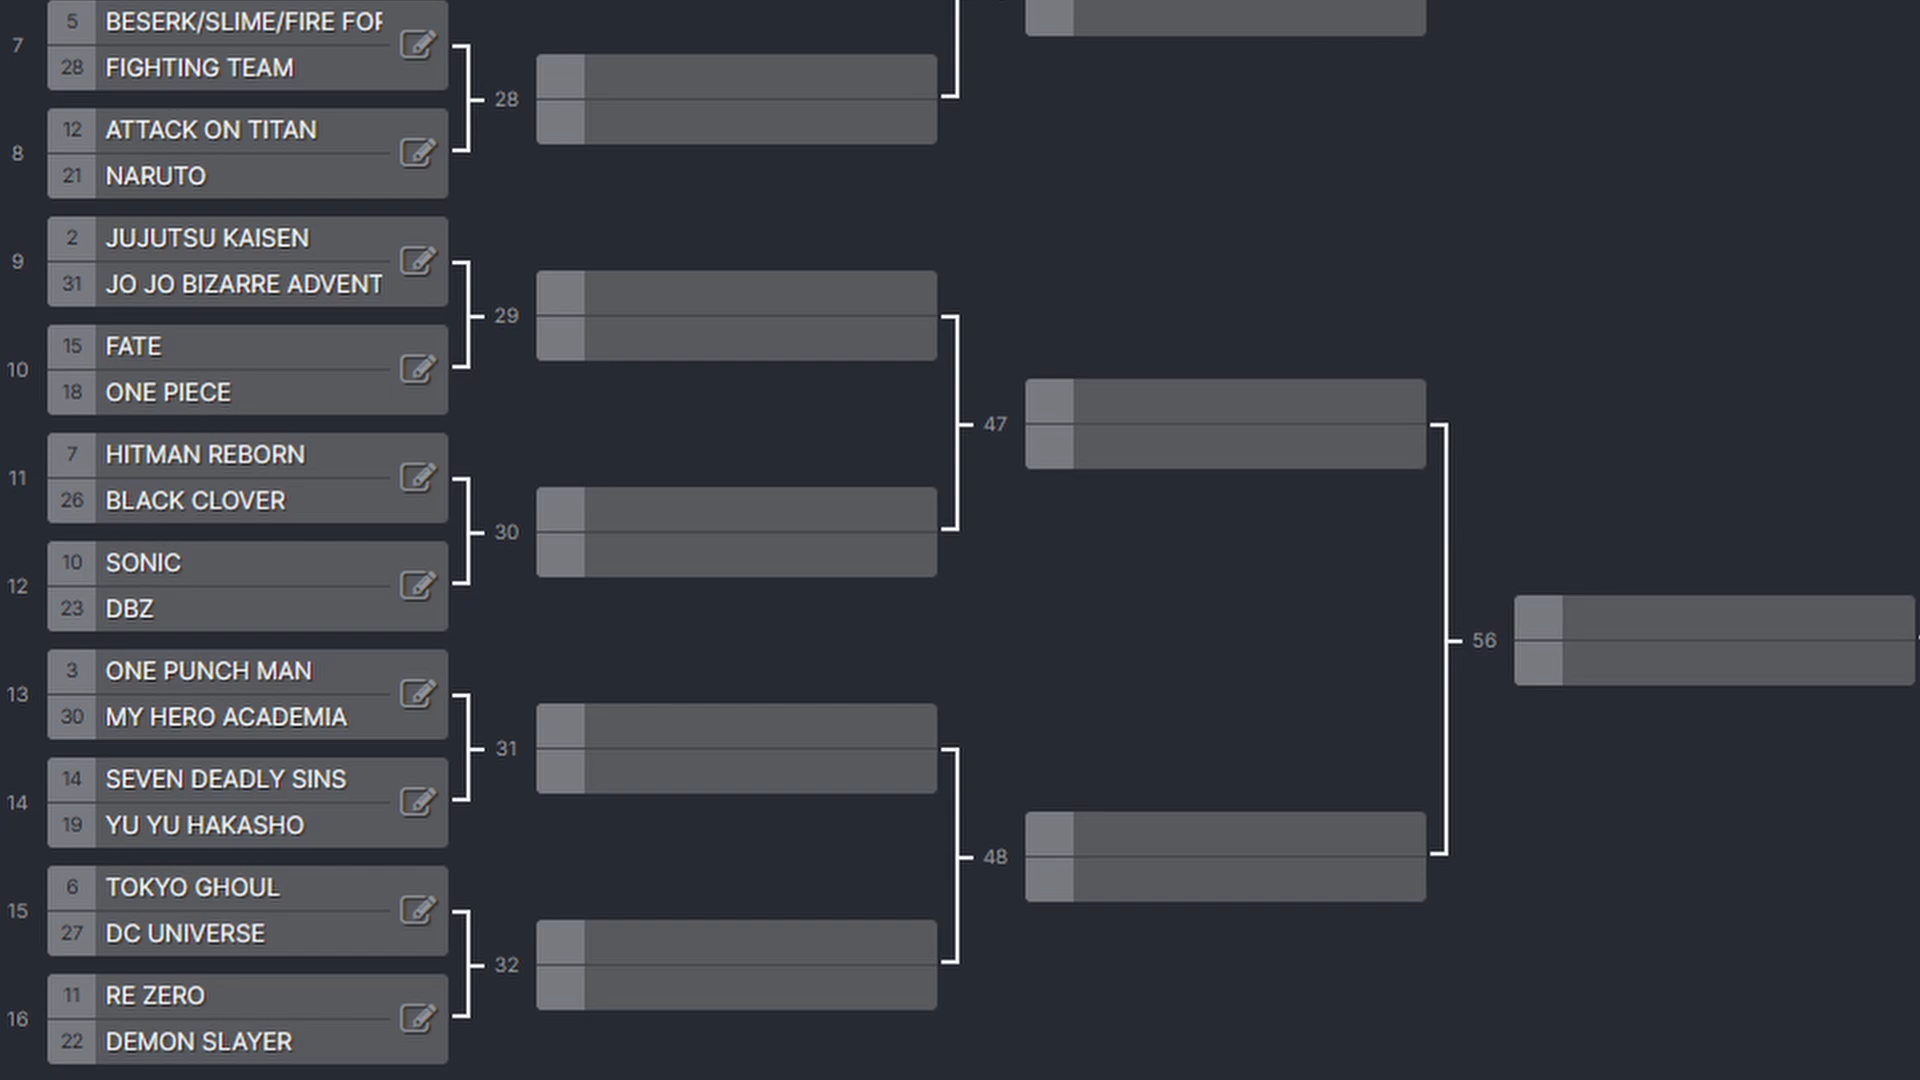 7
5 BESERK/SLIME/FIRE FOR
28 FIGHTING TEAM
8
12 ATTACK ON TITAN
21 NARUTO
9
2 JUJUTSU KAISEN
31 JO JO BIZARRE ADVENT
10
15 FATE
18 ONE PIECE
11
7 HITMAN REBORN
26 BLACK CLOVER
12
10 SONIC
23 DBZ
13
3 ONE PUNCH MAN
30 MY HERO ACADEMIA
14
14 SEVEN DEADLY SINS
19 YU YU HAKASHO
15
6 TOKYO GHOUL
27 DC UNIVERSE
16
11 RE ZERO
22 DEMON SLAYER
28
29
30
31
32
47
48
56